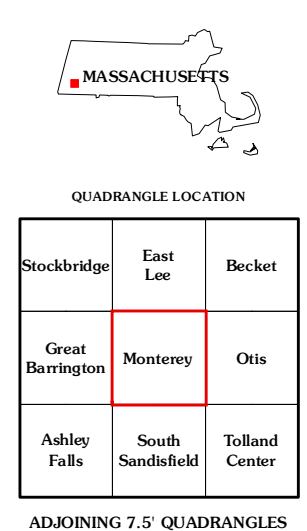 MASSACHUSETTS
QUADRANGLE LOCATION
Stockbridge
East
Lee
Becket
Great
Barrington
Monterey
Otis
Ashley
Falls
South
Sandisfield
Tolland
Center
ADJOINING 7.5' QUADRANGLES